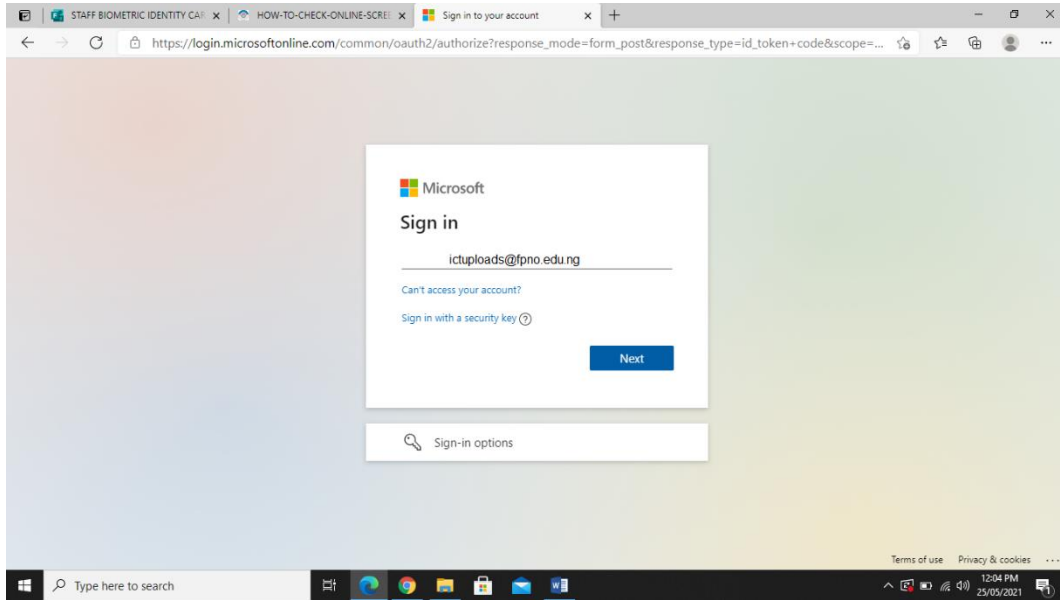 STAFF BIOMETRIC IDENTITY CAR
HOW-TO-CHECK-ONLINE-SCREE
Sign in to your account
https://login.microsoftonline.com/common/oauth2/authorize?response_mode=form_post&response_type=id_token+code&scope=...
Microsoft
Sign in
ictuploads@fpno.edu.ng
Can't access your account?
Sign in with a security key
Next
Sign-in options
Terms of use Privacy & cookies ...
Type here to search
12:04 PM
25/05/2021